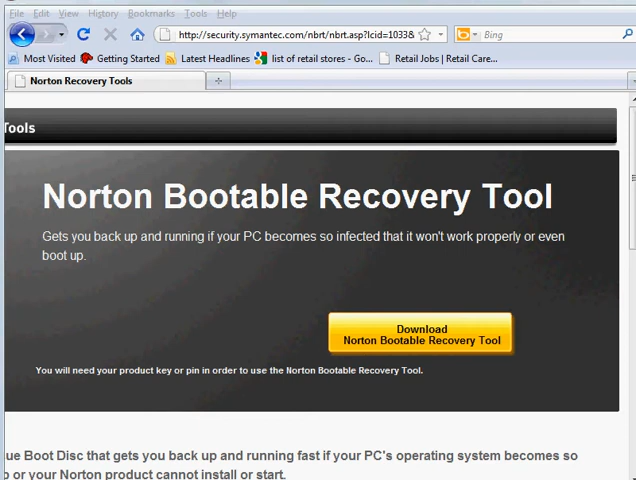 File Edit View History Bookmarks Tools Help
http://security.symantec.com/nbrt/nbrt.asp?lcid=1033& Bing
Most Visited Getting Started Latest Headlines list of retail stores - Go... Retail Jobs | Retail Care...
Norton Recovery Tools
Tools
Norton Bootable Recovery Tool
Gets you back up and running if your PC becomes so infected that it won't work properly or even
boot up.
Download
Norton Bootable Recovery Tool
You will need your product key or pin in order to use the Norton Bootable Recovery Tool.
ue Boot Disc that gets you back up and running fast if your PC's operating system becomes so
or your Norton product cannot install or start.